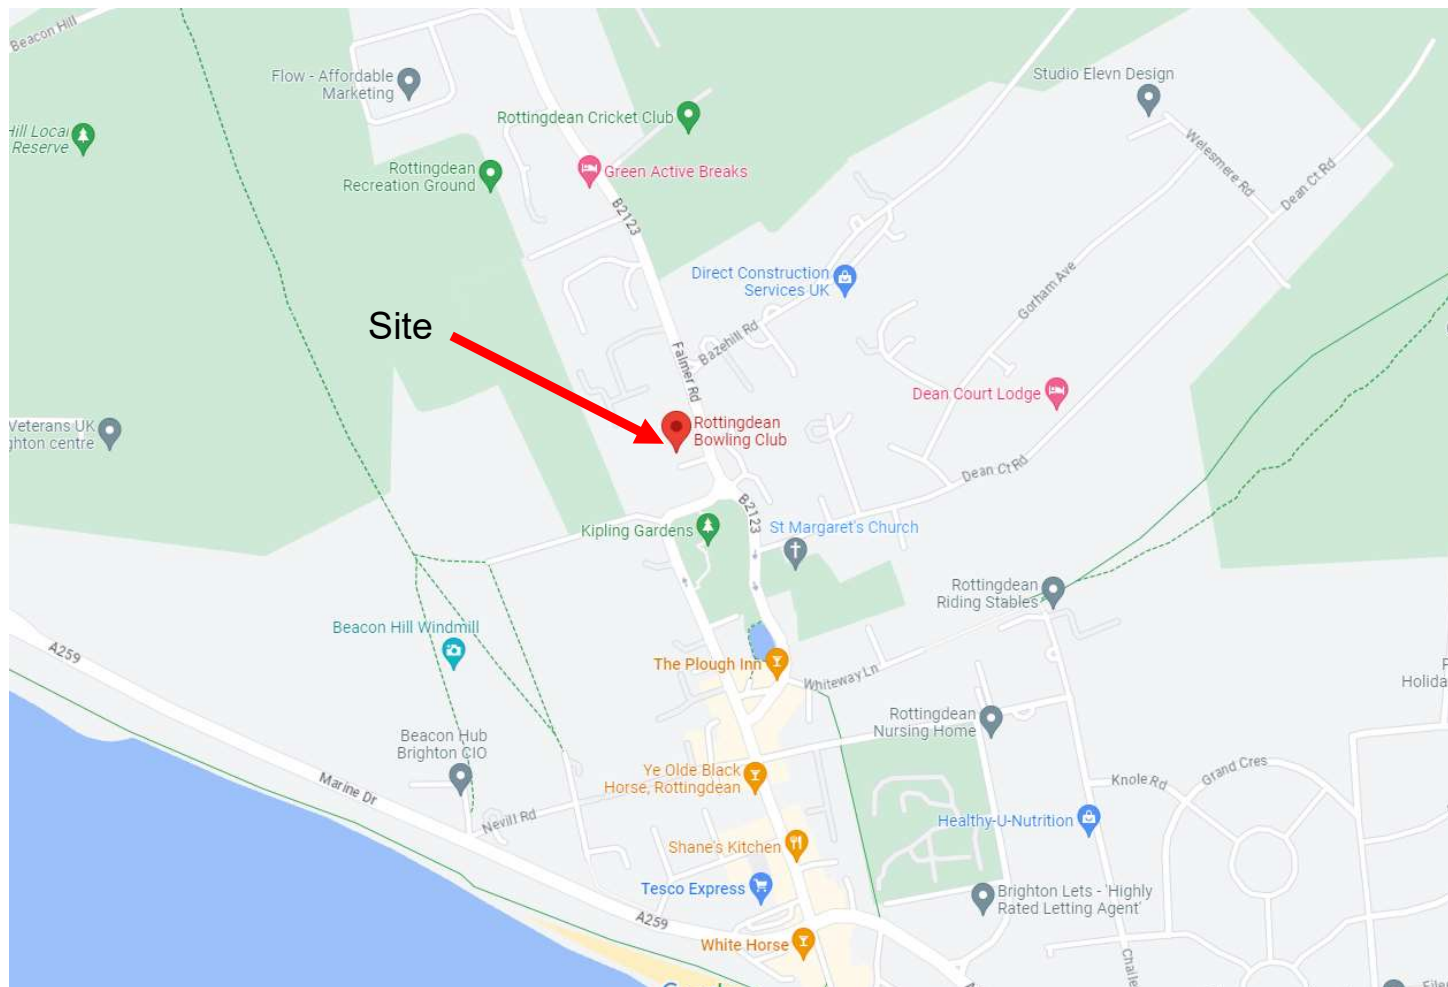 Beacon Hill
Flow - Affordable
Marketing
Studio Elevn Design
Rottingdean Cricket Club
Hill Local
Reserve
Welesmere Rd
Rottingdean
Recreation Ground
Green Active Breaks
Dean Ct Rd
B2123
Direct Construction
Services UK
Gorham Ave
Site
Bazehill Rd
Falmer Rd
Dean Court Lodge
Veterans UK
ghton centre
Rottingdean
Bowling Club
Dean Ct Rd
B2123
Kipling Gardens
St Margaret's Church
Rottingdean
Riding Stables
Beacon Hill Windmill
A259
The Plough Inn
Whiteway Ln
Holida
Rottingdean
Nursing Home
Beacon Hub
Brighton CIO
Ye Olde Black
Horse, Rottingdean
Marine Dr
Knole Rd
Grand Cres
Nevill Rd
Healthy-U-Nutrition
Shane's Kitchen
Tesco Express
Brighton Lets - 'Highly
Rated Letting Agent'
A259
White Horse
Chaile